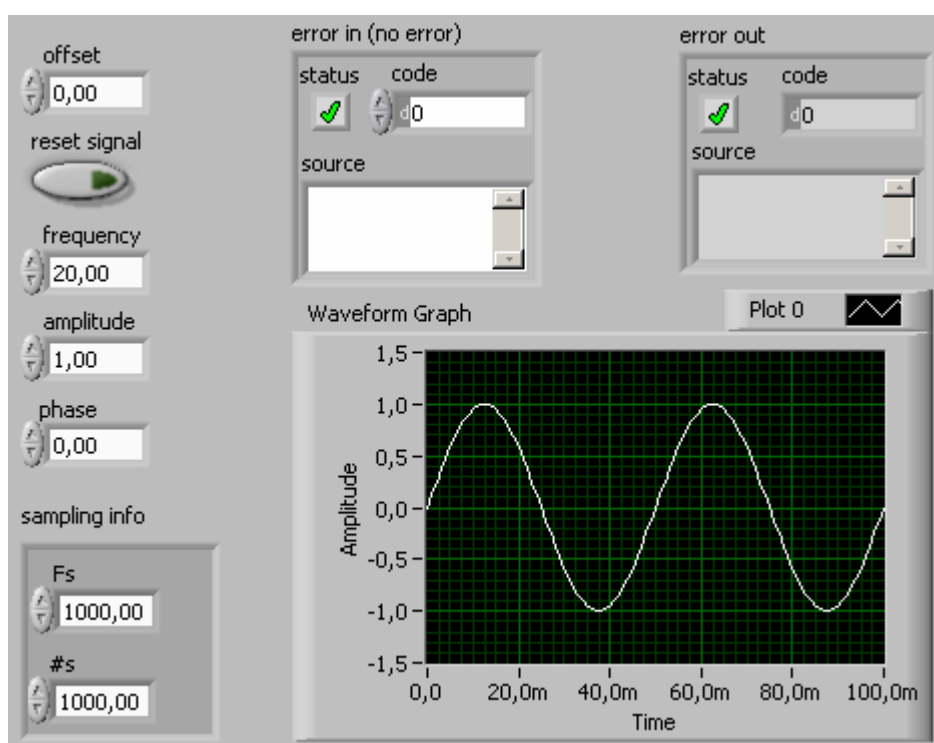 offset
0,00
reset signal
frequency
20,00
amplitude
1,00
phase
0,00
sampling info
Fs
1000,00
#s
1000,00
error in (no error)
status code
d0
source
error out
status code
d0
source
Waveform Graph
Plot 0
Amplitude
1,5
1,0
0,5
0,0
-0,5
-1,0
-1,5
0,0 20,0m 40,0m 60,0m 80,0m 100,0m
Time